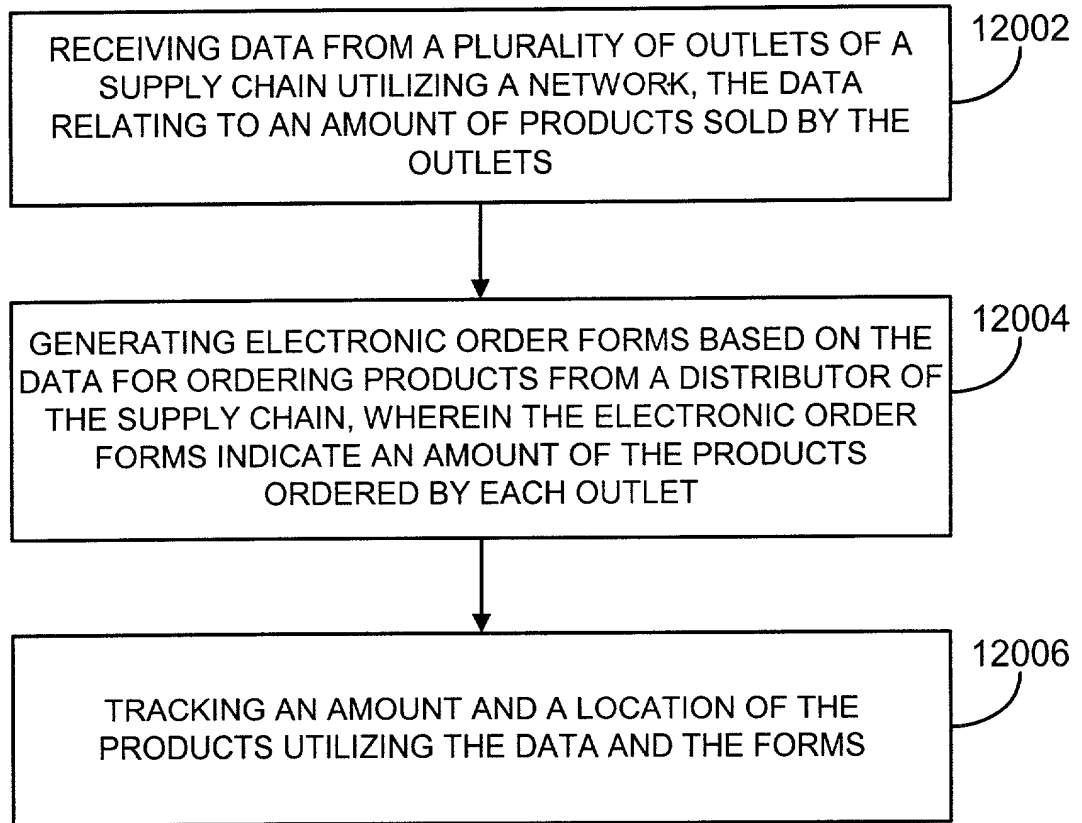 RECEIVING DATA FROM A PLURALITY OF OUTLETS OF A
SUPPLY CHAIN UTILIZING A NETWORK, THE DATA
RELATING TO AN AMOUNT OF PRODUCTS SOLD BY THE
OUTLETS
12002
GENERATING ELECTRONIC ORDER FORMS BASED ON THE
DATA FOR ORDERING PRODUCTS FROM A DISTRIBUTOR OF
THE SUPPLY CHAIN, WHEREIN THE ELECTRONIC ORDER
FORMS INDICATE AN AMOUNT OF THE PRODUCTS
ORDERED BY EACH OUTLET
12004
TRACKING AN AMOUNT AND A LOCATION OF THE
PRODUCTS UTILIZING THE DATA AND THE FORMS
12006